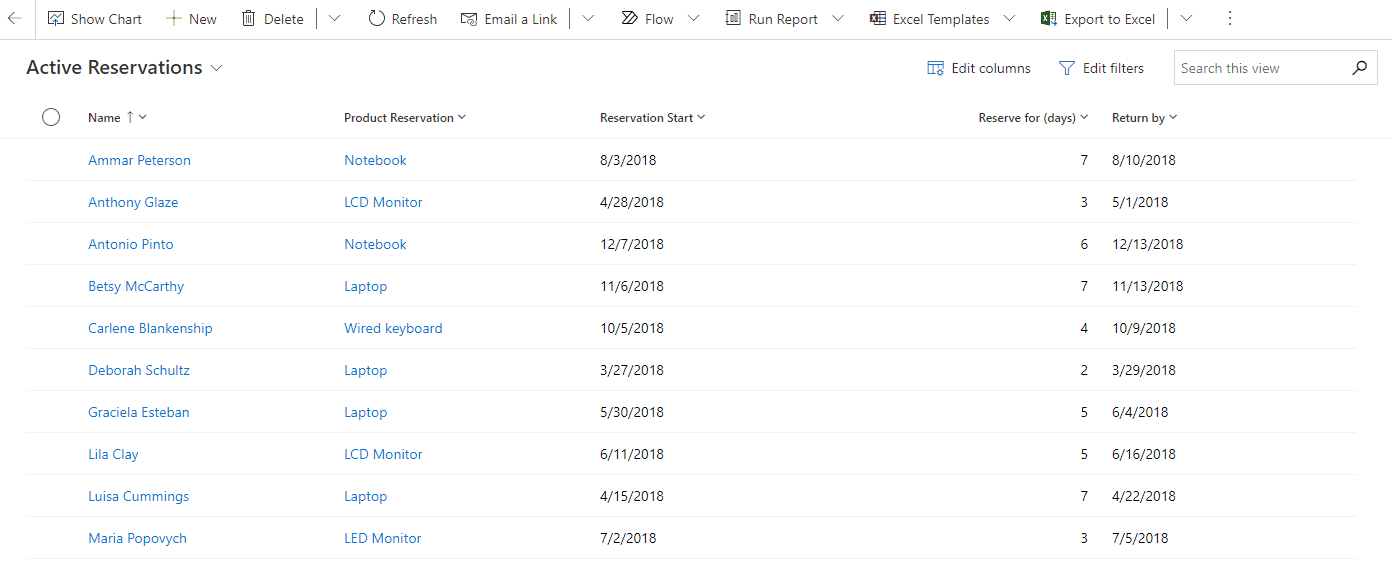 Show Chart New Delete Refresh Email a Link Flow Run Report Excel Templates Export to Excel
Active Reservations Edit columns Edit filters Search this view
Name Product Reservation Reservation Start Reserve for (days) Return by
Ammar Peterson Notebook 8/3/2018 7 8/10/2018
Anthony Glaze LCD Monitor 4/28/2018 3 5/1/2018
Antonio Pinto Notebook 12/7/2018 6 12/13/2018
Betsy McCarthy Laptop 11/6/2018 7 11/13/2018
Carlene Blankenship Wired keyboard 10/5/2018 4 10/9/2018
Deborah Schultz Laptop 3/27/2018 2 3/29/2018
Graciela Esteban Laptop 5/30/2018 5 6/4/2018
Lila Clay LCD Monitor 6/11/2018 5 6/16/2018
Luisa Cummings Laptop 4/15/2018 7 4/22/2018
Maria Popovych LED Monitor 7/2/2018 3 7/5/2018